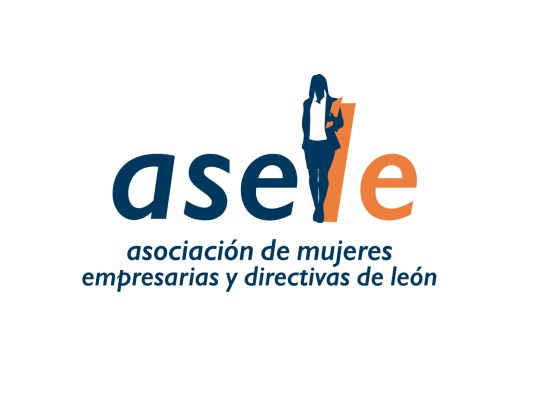 asele
asociación de mujeres
empresarias y directivas de león